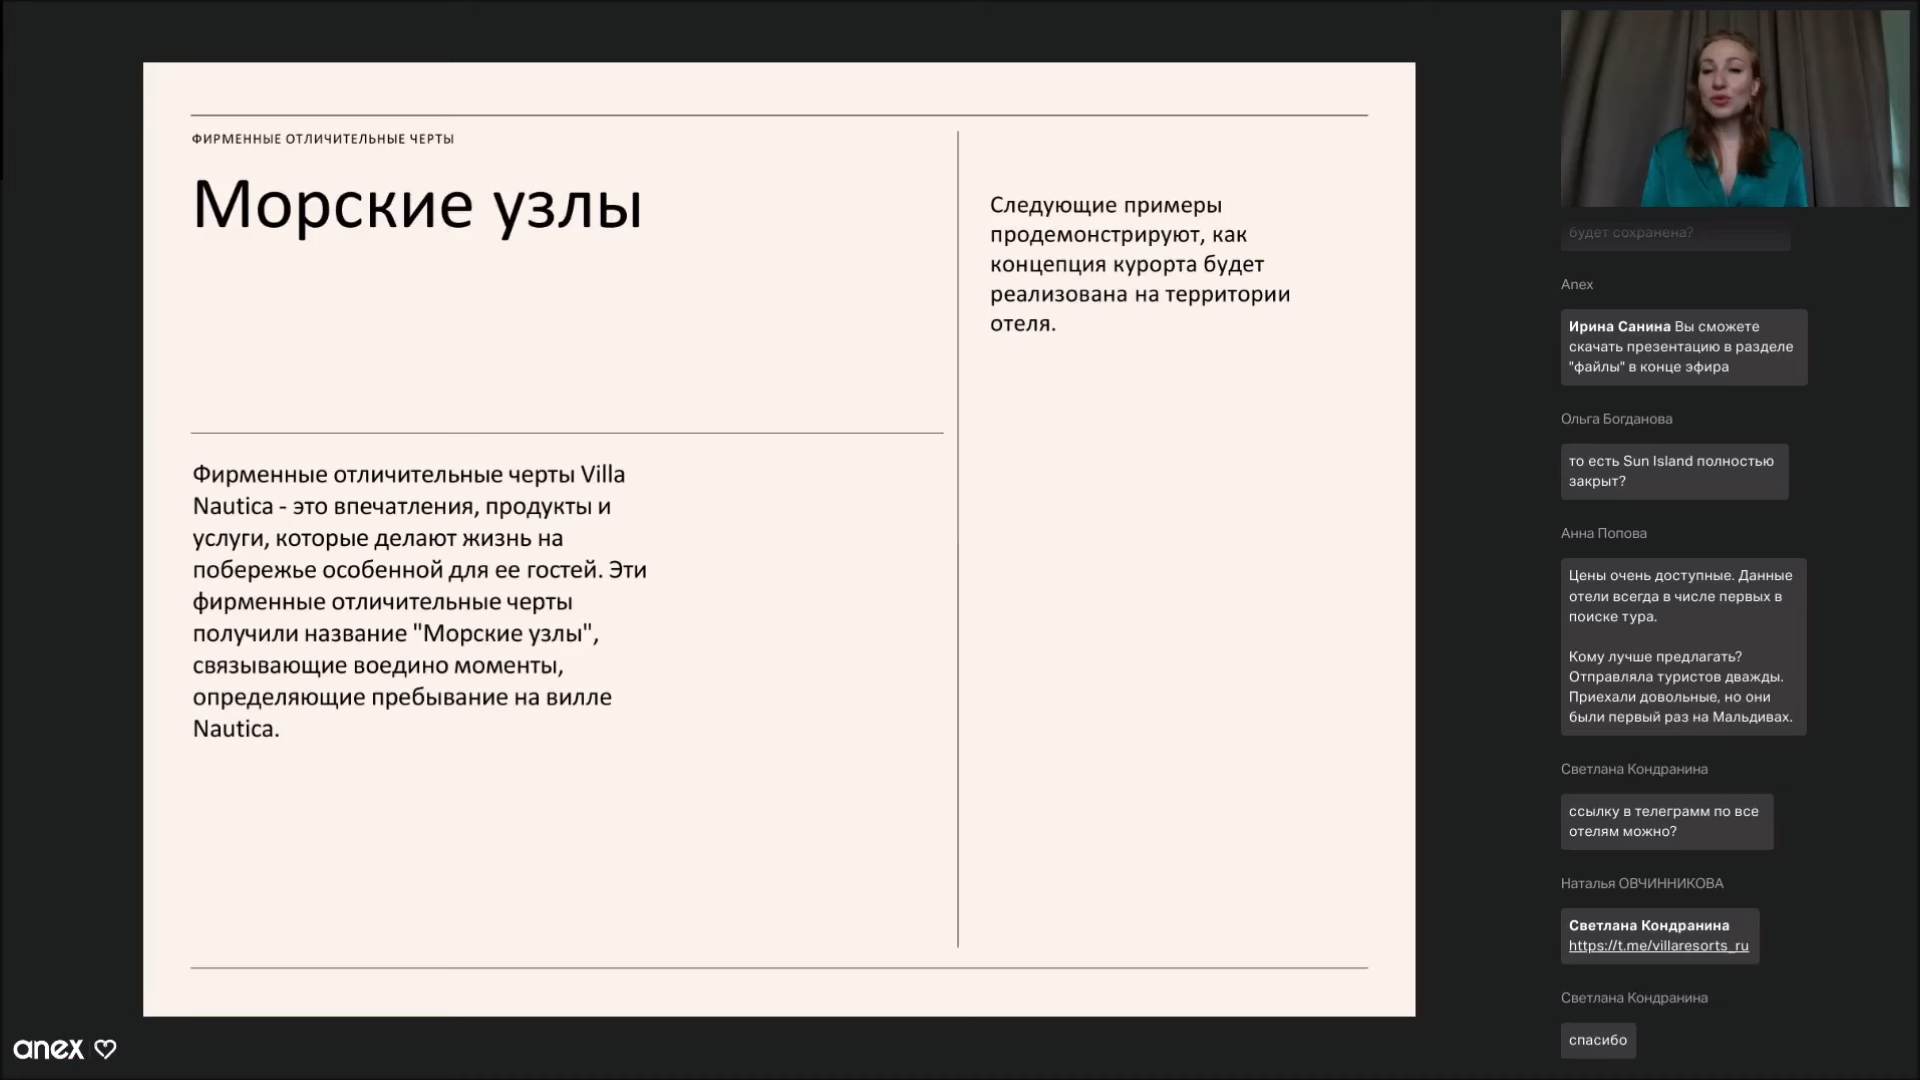 ФИРМЕННЫЕ ОТЛИЧИТЕЛЬНЫЕ ЧЕРТЫ
Морские узлы
Фирменные отличительные черты Villa
Nautica - это впечатления, продукты и
услуги, которые делают жизнь на
побережье особенной для ее гостей. Эти
фирменные отличительные черты
получили название "Морские узлы",
связывающие воедино моменты,
определяющие пребывание на вилле
Nautica.
Следующие примеры
продемонстрируют, как
концепция курорта будет
реализована на территории
отеля.
будет сохранена?
Anex
Ирина Санина Вы сможете
скачать презентацию в разделе
"файлы" в конце эфира
Ольга Богданова
то есть Sun Island полностью
закрыт?
Анна Попова
Цены очень доступные. Данные
отели всегда в числе первых в
поиске тура.
Кому лучше предлагать?
Отправляла туристов дважды.
Приехали довольные, но они
были первый раз на Мальдивах.
Светлана Кондранина
ссылку в телеграмм по все
отелям можно?
Наталья ОВЧИННИКОВА
Светлана Кондранина
https://t.me/villaresorts_ru
Светлана Кондранина
спасибо
anex